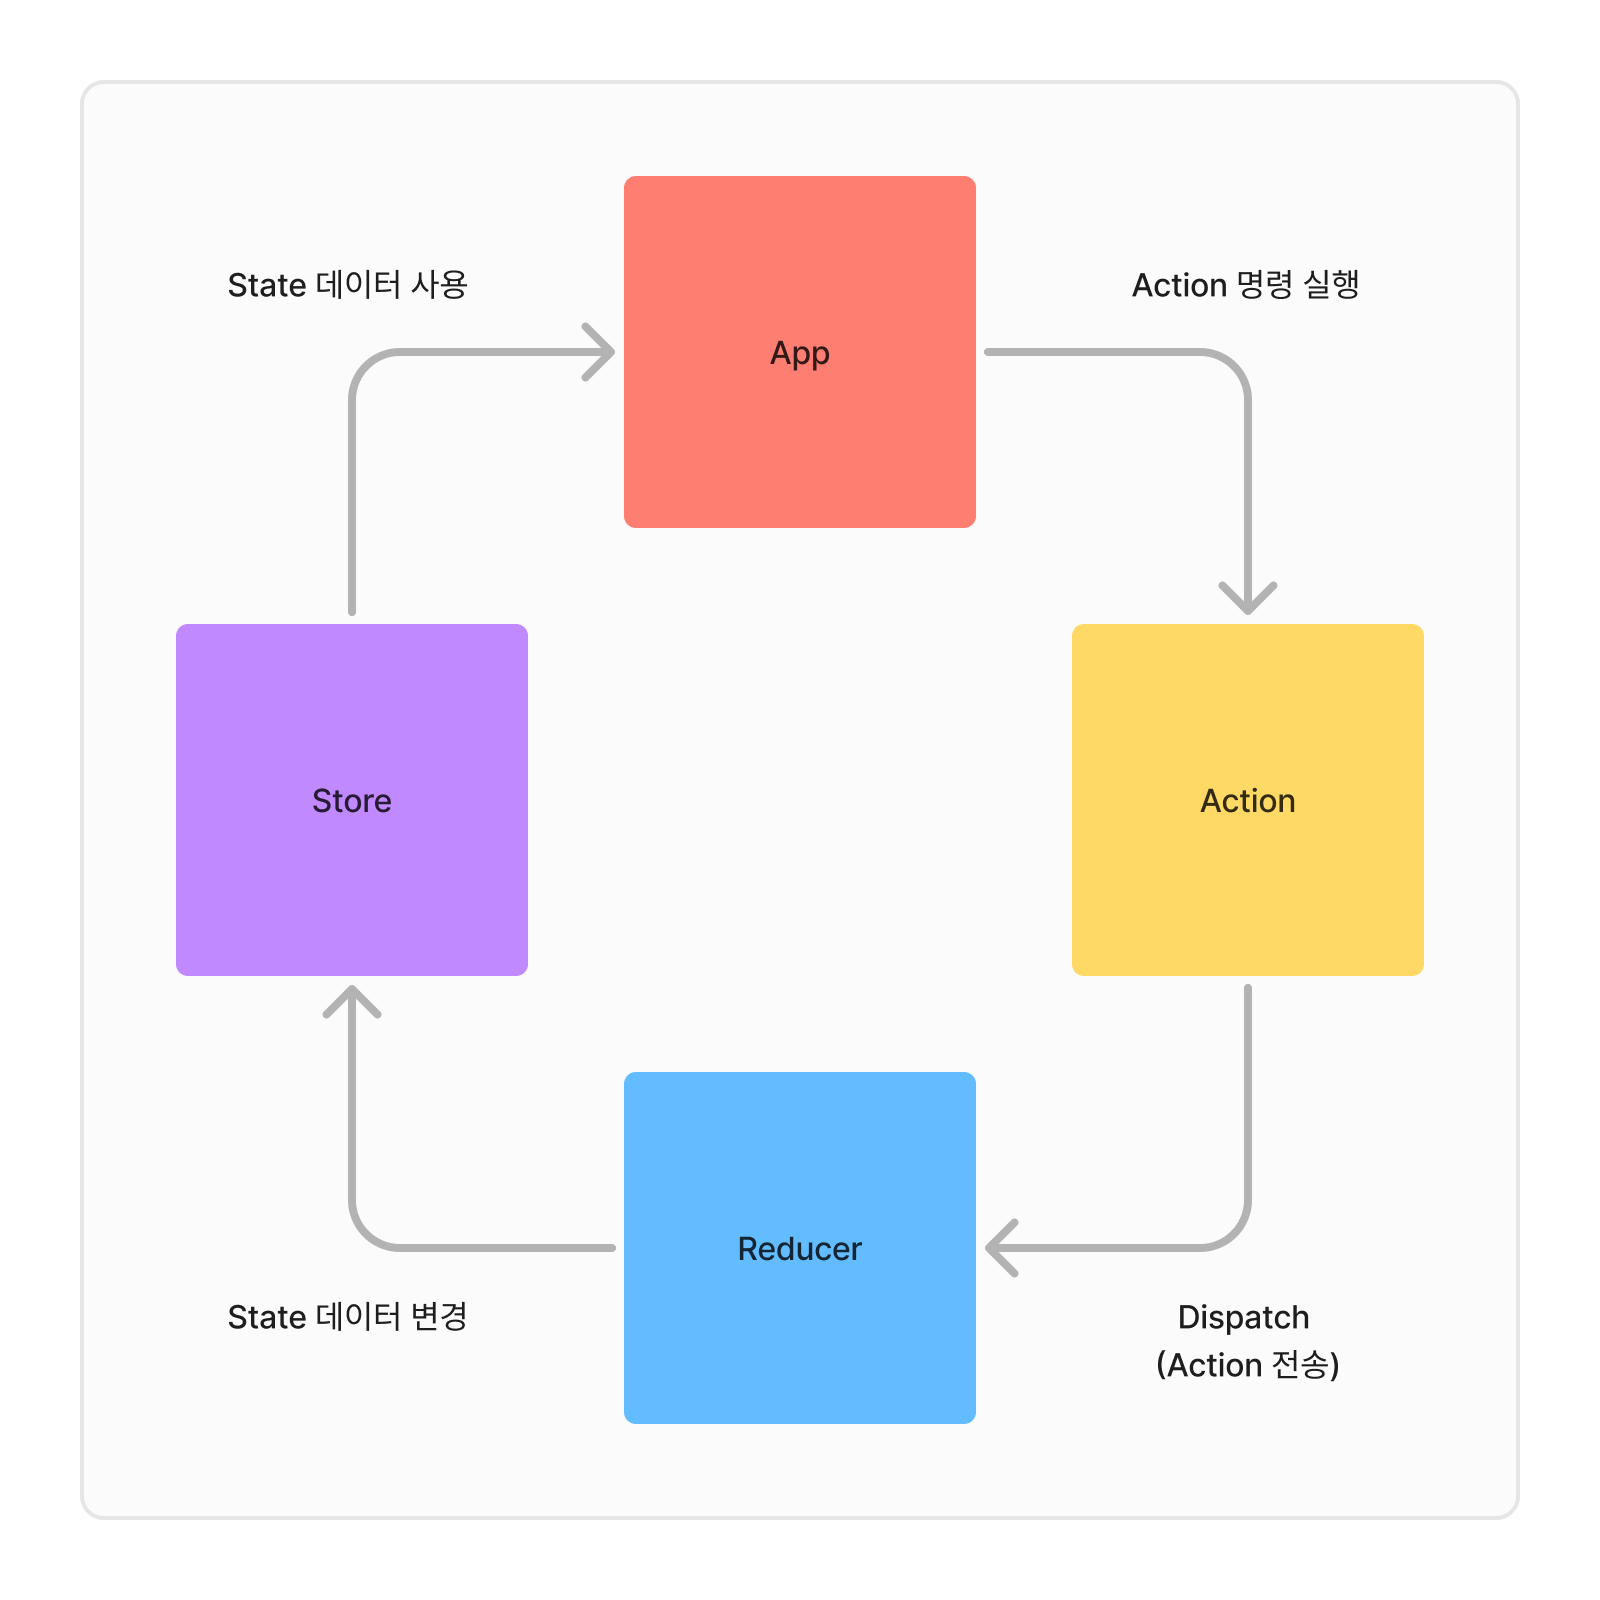 State 데이터 사용
Action 명령 실행
App
Store
Action
Reducer
State 데이터 변경
Dispatch
(Action 전송)